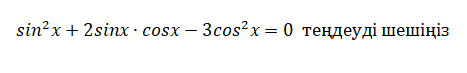 sin²x + 2sinx · cosx − 3cos²x = 0 теңдеуді шешіңіз